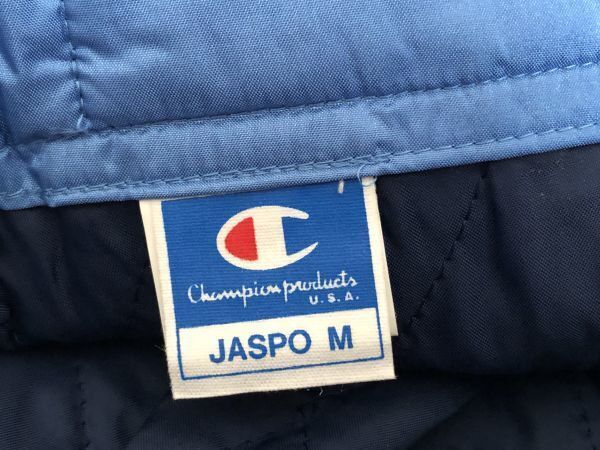 Champion products
U.S.A.
JASPO M